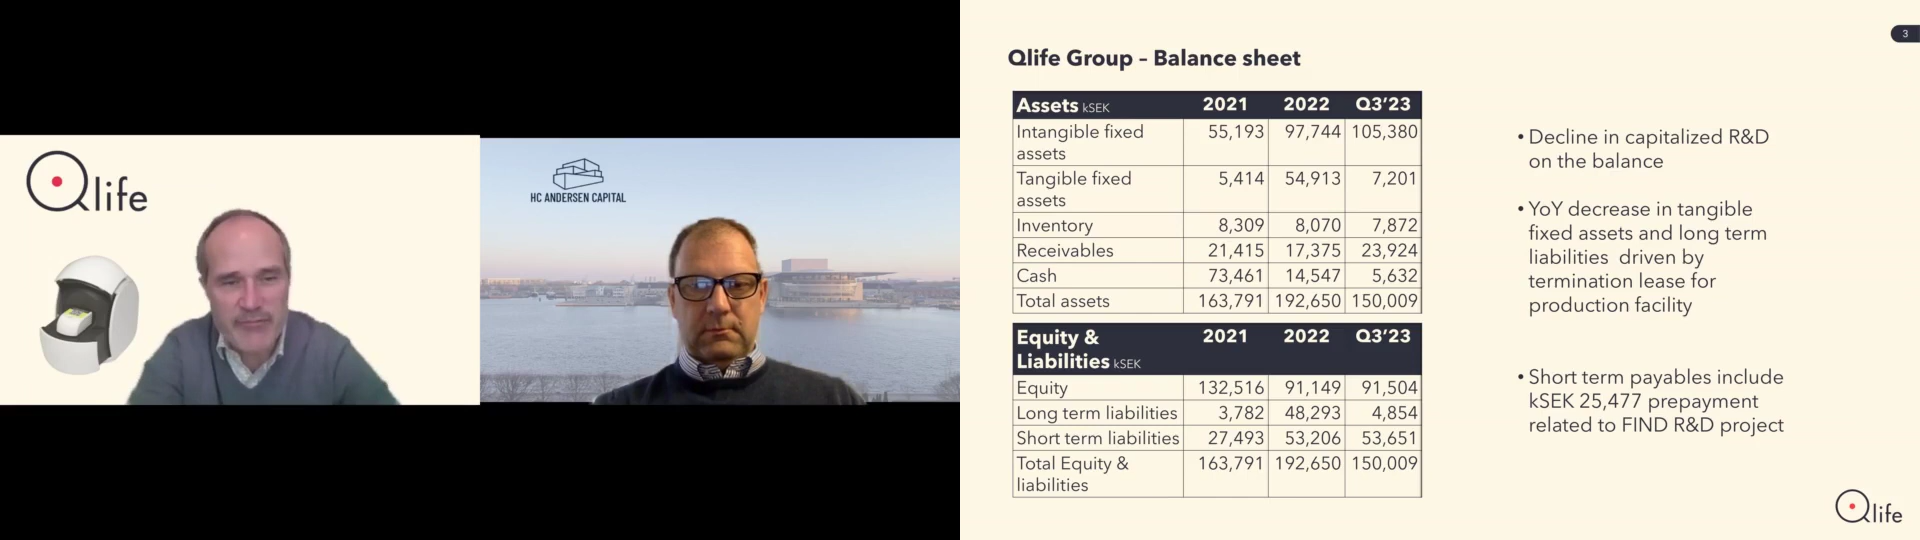 Qlife
HC ANDERSEN CAPITAL
3
Qlife Group – Balance sheet
Assets kSEK 2021 2022 Q3'23
Intangible fixed
assets 55,193 97,744 105,380
Tangible fixed
assets 5,414 54,913 7,201
Inventory 8,309 8,070 7,872
Receivables 21,415 17,375 23,924
Cash 73,461 14,547 5,632
Total assets 163,791 192,650 150,009
Equity &
Liabilities kSEK 2021 2022 Q3'23
Equity 132,516 91,149 91,504
Long term liabilities 3,782 48,293 4,854
Short term liabilities 27,493 53,206 53,651
Total Equity &
liabilities 163,791 192,650 150,009
• Decline in capitalized R&D
on the balance
• YoY decrease in tangible
fixed assets and long term
liabilities driven by
termination lease for
production facility
• Short term payables include
kSEK 25,477 prepayment
related to FIND R&D project
Qlife